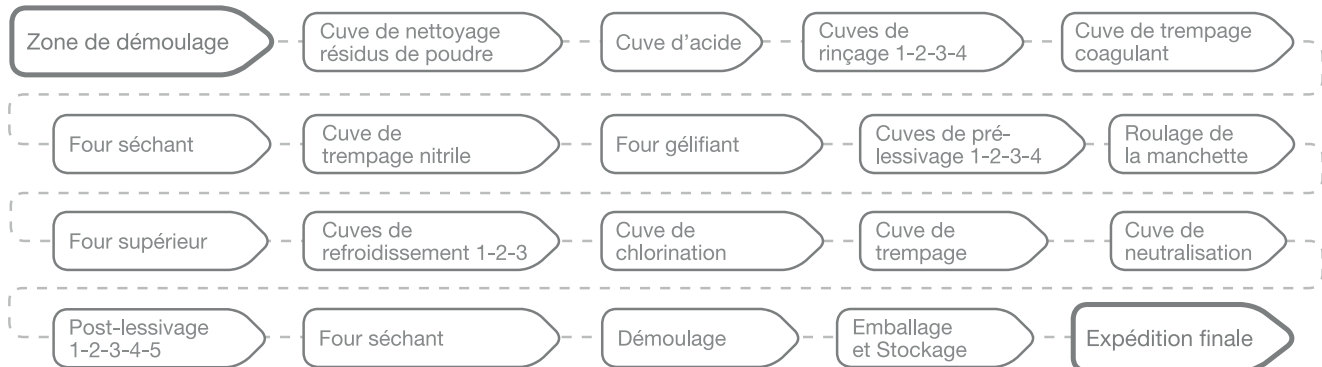 Zone de démoulage
Cuve de nettoyage
résidus de poudre
Cuve d'acide
Cuves de
rinçage 1-2-3-4
Cuve de trempage
coagulant
Four séchant
Cuve de
trempage nitrile
Four gélifiant
Cuves de pré-
lessivage 1-2-3-4
Roulage de
la manchette
Four supérieur
Cuves de
refroidissement 1-2-3
Cuve de
chlorination
Cuve de
trempage
Cuve de
neutralisation
Post-lessivage
1-2-3-4-5
Four séchant
Démoulage
Emballage
et Stockage
Expédition finale